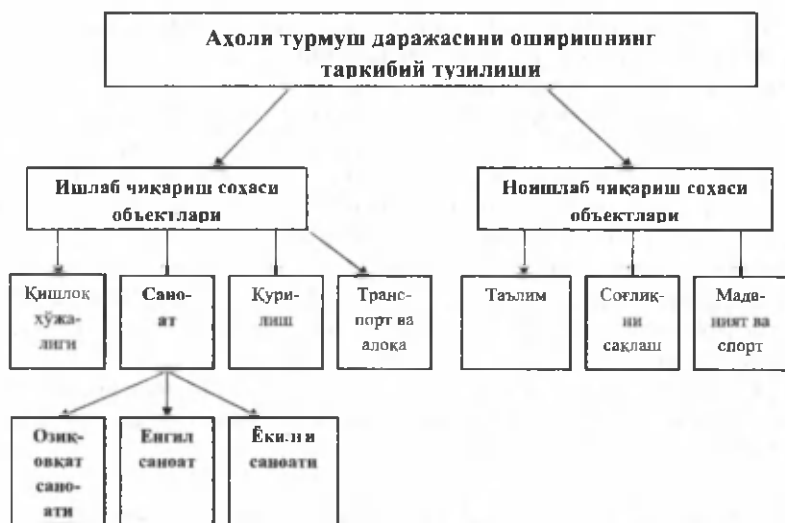 Аҳоли турмуш даражасини оширишнинг
таркибий тузилиши
Ишлаб чиқариш соҳаси
объектлари
Ноишлаб чиқариш соҳаси
объектлари
Қишлоқ
хўжа-
лиги
Сано-
ат
Қури-
лиш
Транс-
порт ва
алоқа
Таълим
Соғлиқ-
ни
сақлаш
Мада-
ният ва
спорт
Озиқ-
овқат
сано-
ати
Енгил
саноат
саноати